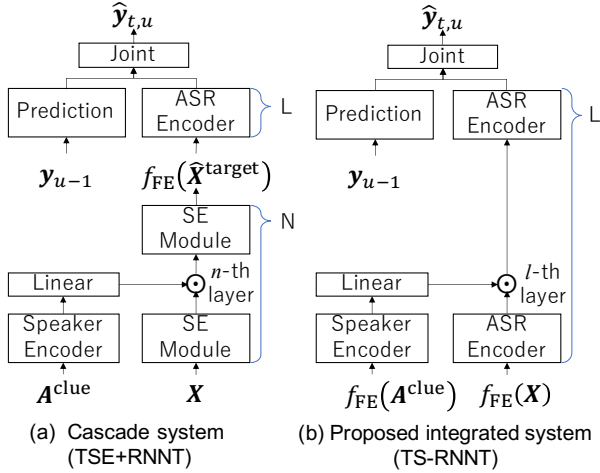 ŷ_{t,u}
Joint
Prediction
ASR
Encoder
L
y_{u−1}
f_FE(X̂^target)
SE
Module
N
Linear
n-th
layer
Speaker
Encoder
SE
Module
A^clue
X
(a) Cascade system
(TSE+RNNT)
ŷ_{t,u}
Joint
Prediction
ASR
Encoder
L
y_{u−1}
Linear
l-th
layer
Speaker
Encoder
ASR
Encoder
f_FE(A^clue)
f_FE(X)
(b) Proposed integrated system
(TS-RNNT)